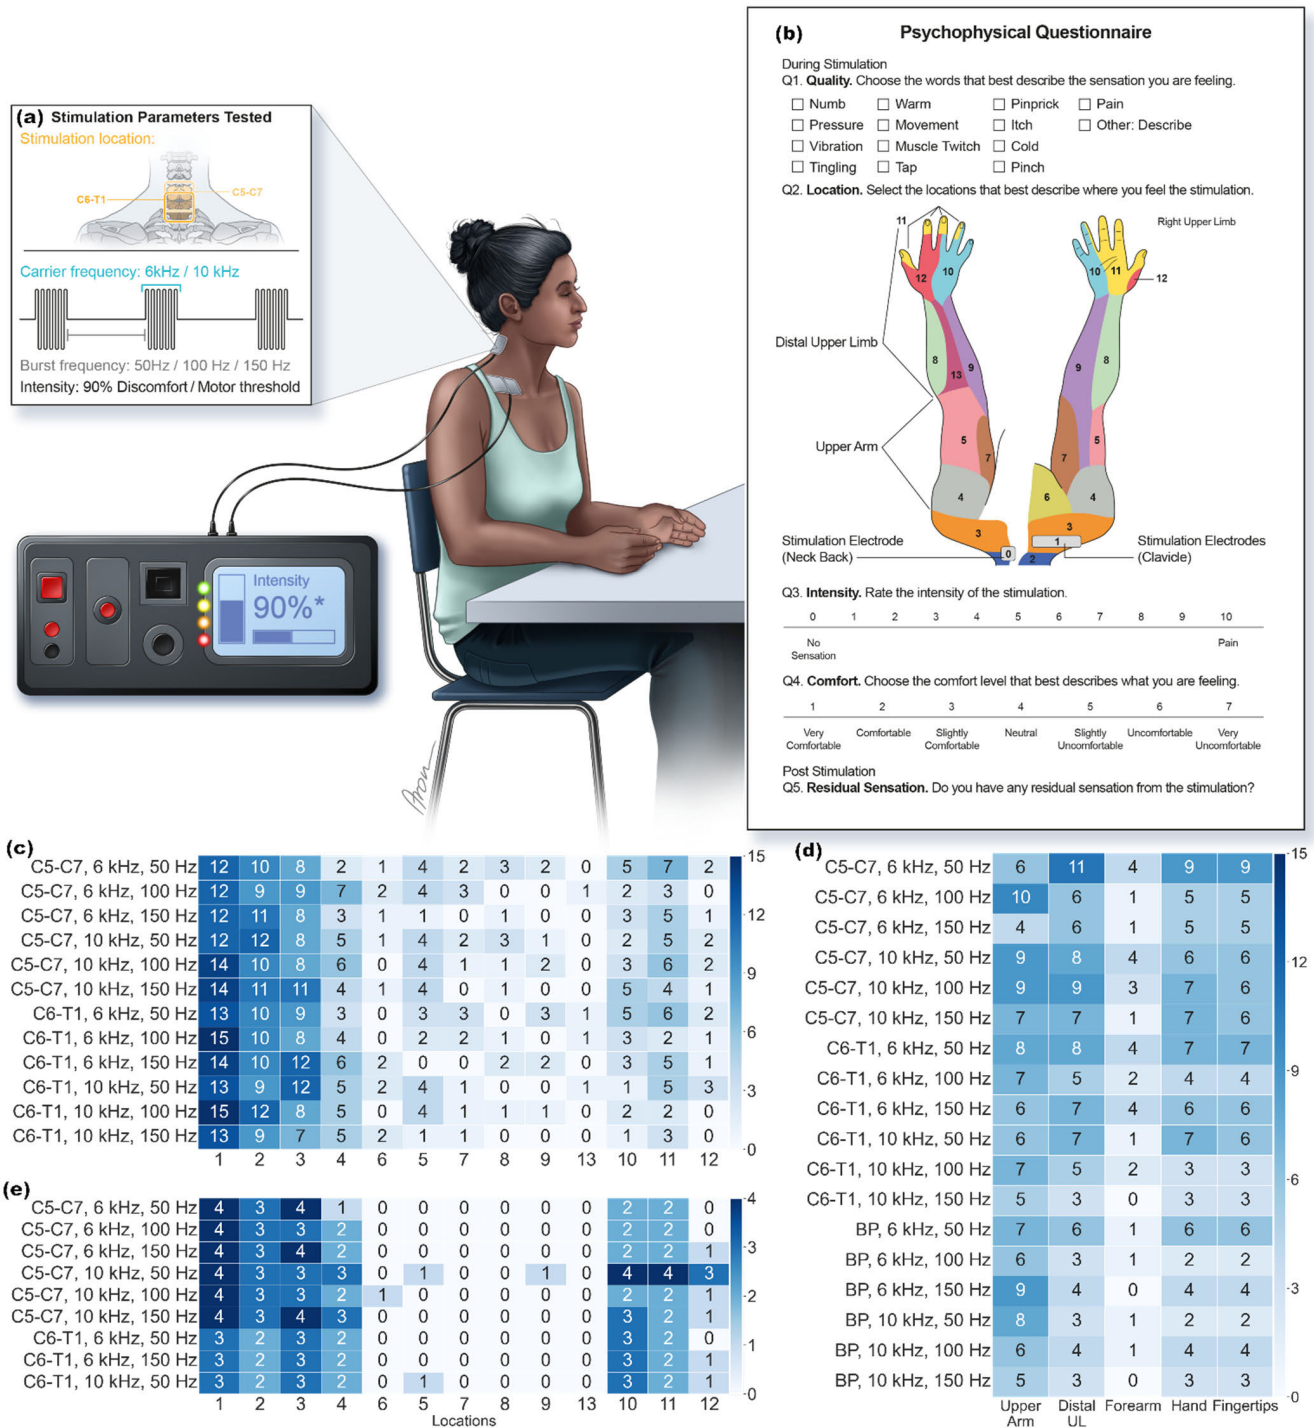 (a) Stimulation Parameters Tested
Stimulation location:
C5-C7
C6-T1
Carrier frequency: 6kHz / 10 kHz
Burst frequency: 50Hz / 100 Hz / 150 Hz
Intensity: 90% Discomfort / Motor threshold
Intensity
90%*
(b) Psychophysical Questionnaire
During Stimulation
Q1. Quality. Choose the words that best describe the sensation you are feeling.
Numb Warm Pinprick Pain
Pressure Movement Itch Other: Describe
Vibration Muscle Twitch Cold
Tingling Tap Pinch
Q2. Location. Select the locations that best describe where you feel the stimulation.
11 Right Upper Limb
12 10 10 11 12
Distal Upper Limb
8 13 9 9 8
Upper Arm
5 7 7 5
4 6 4
3 3
Stimulation Electrode
(Neck Back)
0 1 2
Stimulation Electrodes
(Clavicle)
Q3. Intensity. Rate the intensity of the stimulation.
0 1 2 3 4 5 6 7 8 9 10
No
Sensation
Pain
Q4. Comfort. Choose the comfort level that best describes what you are feeling.
1 2 3 4 5 6 7
Very
Comfortable
Comfortable
Slightly
Comfortable
Neutral
Slightly
Uncomfortable
Uncomfortable
Very
Uncomfortable
Post Stimulation
Q5. Residual Sensation. Do you have any residual sensation from the stimulation?
(c)
C5-C7, 6 kHz, 50 Hz 12 10 8 2 1 4 2 3 2 0 5 7 2
C5-C7, 6 kHz, 100 Hz 12 9 9 7 2 4 3 0 0 1 2 3 0
C5-C7, 6 kHz, 150 Hz 12 11 8 3 1 1 0 1 0 0 3 5 1
C5-C7, 10 kHz, 50 Hz 12 12 8 5 1 4 2 3 1 0 2 5 2
C5-C7, 10 kHz, 100 Hz 14 10 8 6 0 4 1 1 2 0 3 6 2
C5-C7, 10 kHz, 150 Hz 14 11 11 4 1 4 0 1 0 0 5 4 1
C6-T1, 6 kHz, 50 Hz 13 10 9 3 0 3 3 0 3 1 5 6 2
C6-T1, 6 kHz, 100 Hz 15 10 8 4 0 2 2 1 0 1 3 2 1
C6-T1, 6 kHz, 150 Hz 14 10 12 6 2 0 0 2 2 0 3 5 1
C6-T1, 10 kHz, 50 Hz 13 9 12 5 2 4 1 0 0 1 1 5 3
C6-T1, 10 kHz, 100 Hz 15 12 8 5 0 4 1 1 1 0 2 2 0
C6-T1, 10 kHz, 150 Hz 13 9 7 5 2 1 1 0 0 0 1 3 0
1 2 3 4 6 5 7 8 9 13 10 11 12
15
12
9
6
3
0
(d)
C5-C7, 6 kHz, 50 Hz 6 11 4 9 9
C5-C7, 6 kHz, 100 Hz 10 6 1 5 5
C5-C7, 6 kHz, 150 Hz 4 6 1 5 5
C5-C7, 10 kHz, 50 Hz 9 8 4 6 6
C5-C7, 10 kHz, 100 Hz 9 9 3 7 6
C5-C7, 10 kHz, 150 Hz 7 7 1 7 6
C6-T1, 6 kHz, 50 Hz 8 8 4 7 7
C6-T1, 6 kHz, 100 Hz 7 5 2 4 4
C6-T1, 6 kHz, 150 Hz 6 7 4 6 6
C6-T1, 10 kHz, 50 Hz 6 7 1 7 6
C6-T1, 10 kHz, 100 Hz 7 5 2 3 3
C6-T1, 10 kHz, 150 Hz 5 3 0 3 3
BP, 6 kHz, 50 Hz 7 6 1 6 6
BP, 6 kHz, 100 Hz 6 3 1 2 2
BP, 6 kHz, 150 Hz 9 4 0 4 4
BP, 10 kHz, 50 Hz 8 3 1 2 2
BP, 10 kHz, 100 Hz 6 4 1 4 4
BP, 10 kHz, 150 Hz 5 3 0 3 3
Upper
Arm
Distal
UL
Forearm Hand Fingertips
15
12
9
6
3
0
(e)
C5-C7, 6 kHz, 50 Hz 4 3 4 1 0 0 0 0 0 0 2 2 0
C5-C7, 6 kHz, 100 Hz 4 3 3 2 0 0 0 0 0 0 2 2 0
C5-C7, 6 kHz, 150 Hz 4 3 4 2 0 0 0 0 0 0 2 2 1
C5-C7, 10 kHz, 50 Hz 4 3 3 3 0 1 0 0 1 0 4 4 3
C5-C7, 10 kHz, 100 Hz 4 3 3 2 1 0 0 0 0 0 2 2 1
C5-C7, 10 kHz, 150 Hz 4 3 4 3 0 0 0 0 0 0 3 2 1
C6-T1, 6 kHz, 50 Hz 3 2 3 2 0 0 0 0 0 0 3 2 0
C6-T1, 6 kHz, 150 Hz 3 2 3 2 0 0 0 0 0 0 3 2 1
C6-T1, 10 kHz, 50 Hz 3 2 3 2 0 1 0 0 0 0 3 2 1
1 2 3 4 6 5 7 8 9 13 10 11 12
Locations
4
3
2
1
0